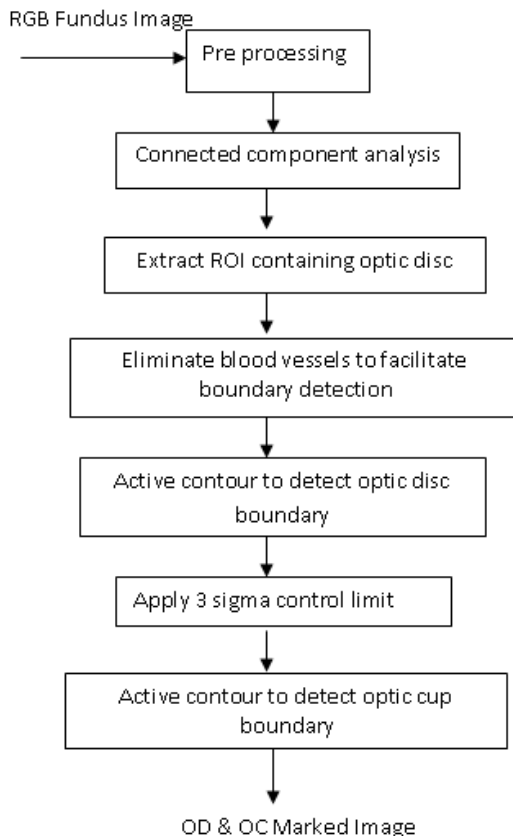 RGB Fundus Image
Pre processing
Connected component analysis
Extract ROI containing optic disc
Eliminate blood vessels to facilitate
boundary detection
Active contour to detect optic disc
boundary
Apply 3 sigma control limit
Active contour to detect optic cup
boundary
OD & OC Marked Image